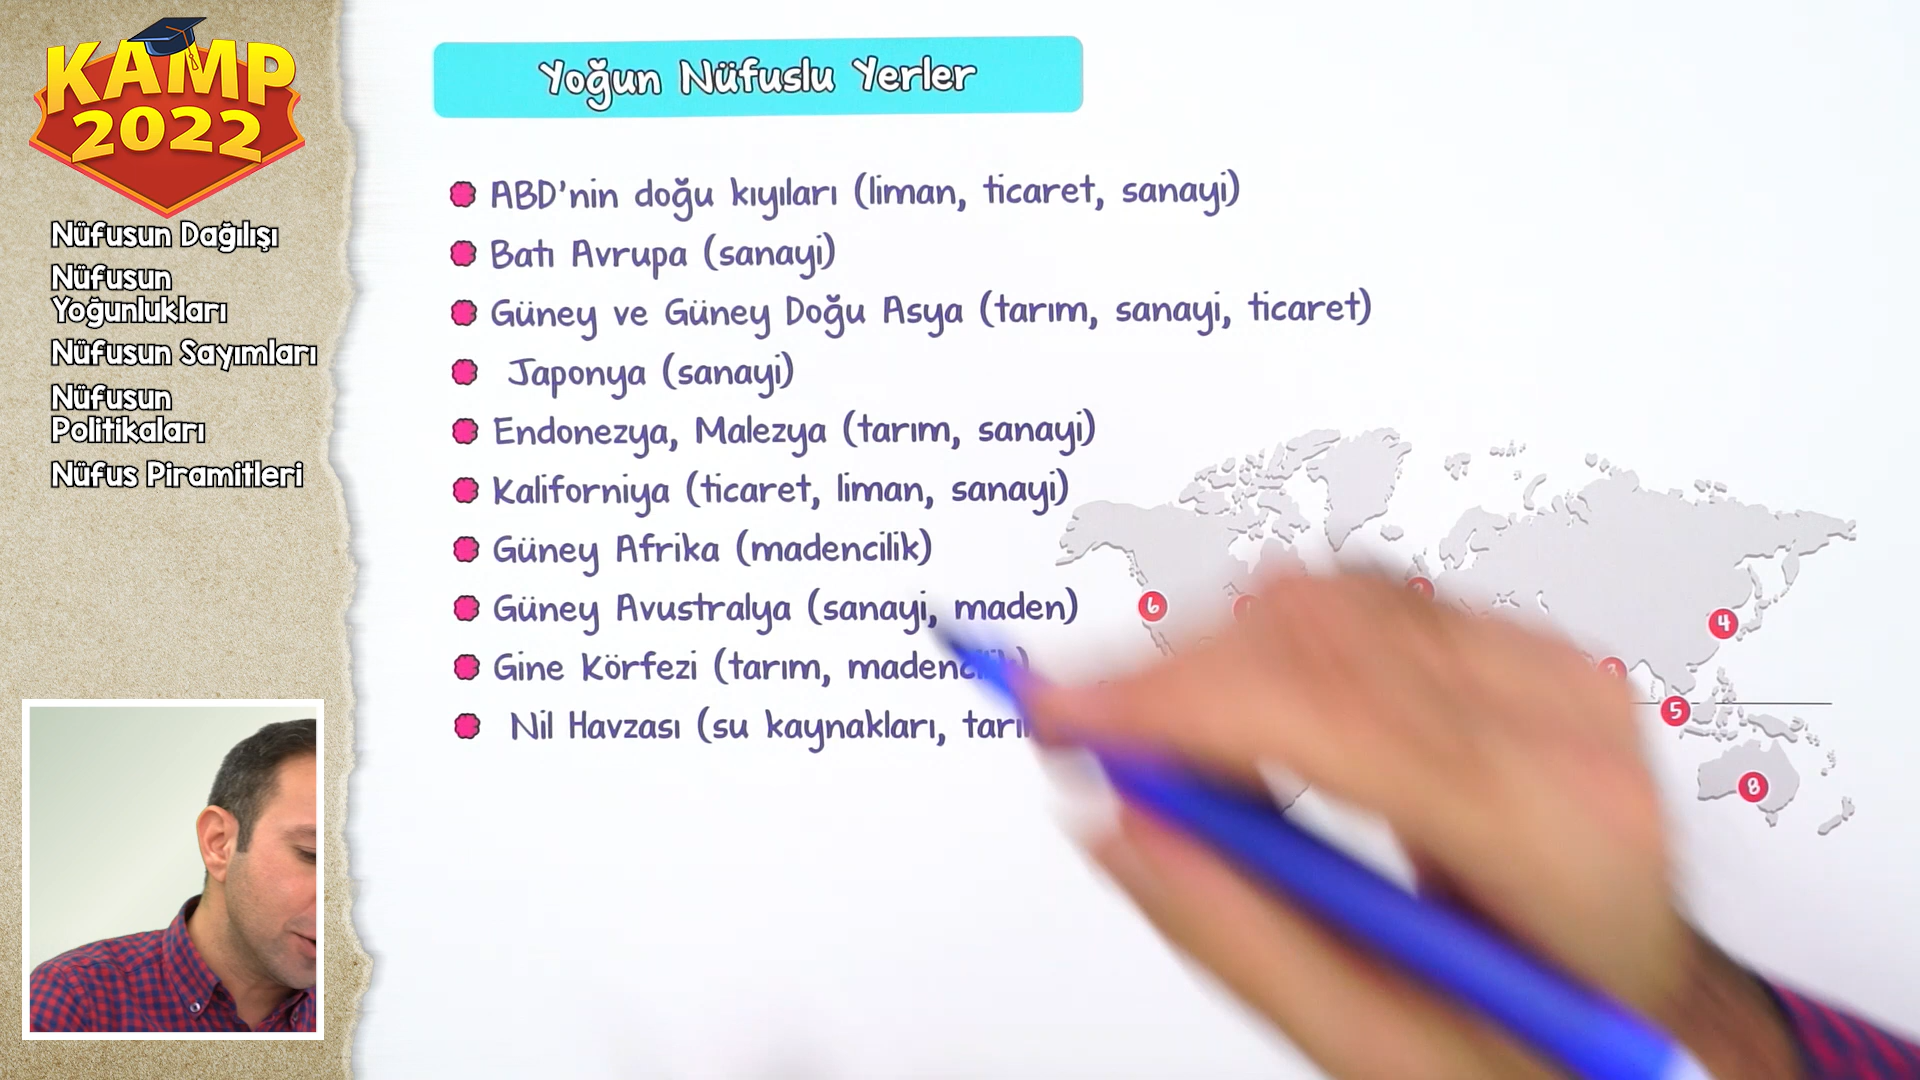 KAMP
2022
Nüfusun Dağılışı
Nüfusun
Yoğunlukları
Nüfusun Sayımları
Nüfusun
Politikaları
Nüfus Piramitleri
Yoğun Nüfuslu Yerler
ABD'nin doğu kıyıları (liman, ticaret, sanayi)
Batı Avrupa (sanayi)
Güney ve Güney Doğu Asya (tarım, sanayi, ticaret)
Japonya (sanayi)
Endonezya, Malezya (tarım, sanayi)
Kaliforniya (ticaret, liman, sanayi)
Güney Afrika (madencilik)
Güney Avustralya (sanayi, maden)
Gine Körfezi (tarım,
Nil Havzası (su kaynakları,
6
4
3
5
8